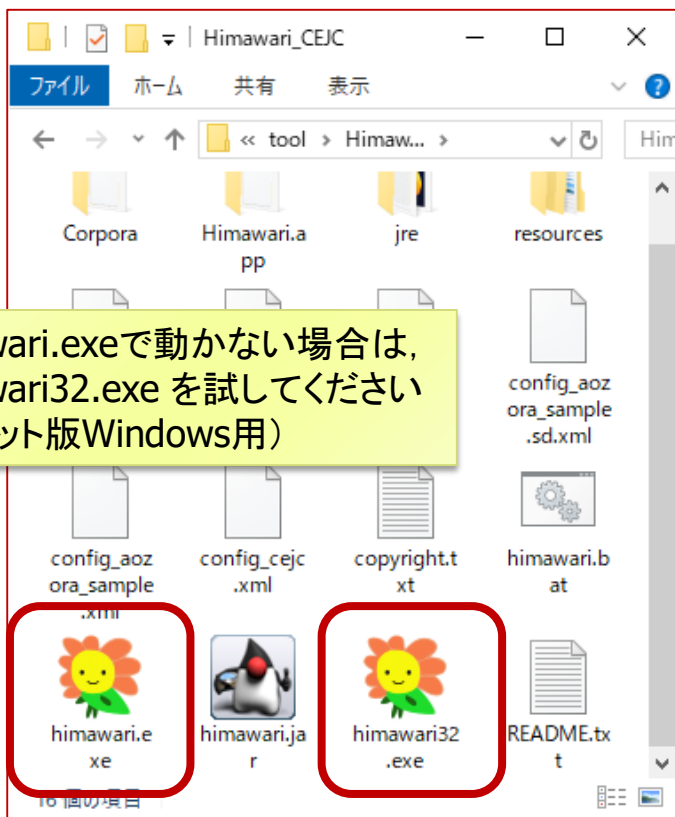 Himawari_CEJC
ファイル ホーム 共有 表示
« tool › Himaw... ›
Him
Corpora
Himawari.a
pp
jre
resources
wari.exeで動かない場合は，
wari32.exe を試してください
ット版Windows用）
config_aoz
ora_sample
.sd.xml
config_aoz
ora_sample
.xml
config_cejc
.xml
copyright.t
xt
himawari.b
at
himawari.e
xe
himawari.ja
r
himawari32
.exe
README.tx
t
16 個の項目